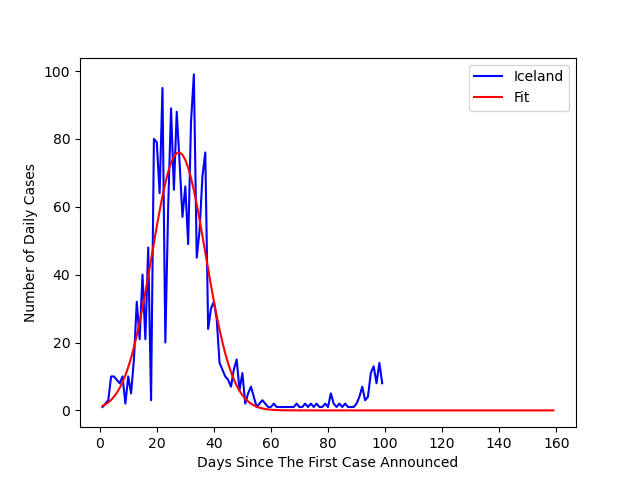 Iceland
Fit
100
80
60
40
20
0
Number of Daily Cases
0 20 40 60 80 100 120 140 160
Days Since The First Case Announced